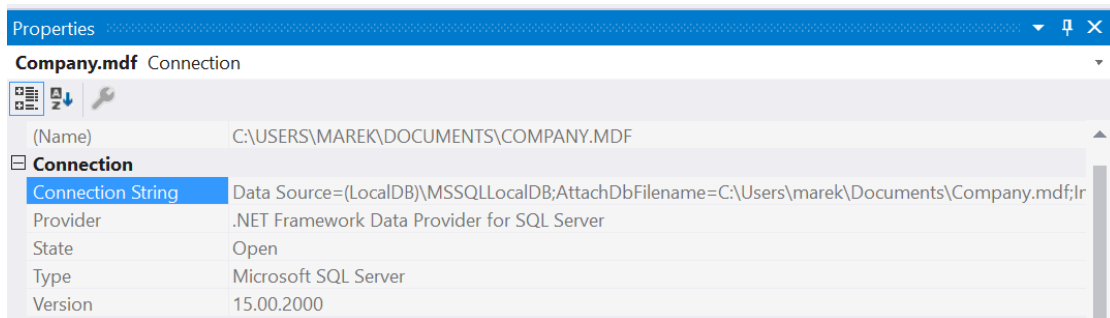 Properties
Company.mdf Connection
(Name) C:\USERS\MAREK\DOCUMENTS\COMPANY.MDF
Connection
Connection String Data Source=(LocalDB)\MSSQLLocalDB;AttachDbFilename=C:\Users\marek\Documents\Company.mdf;In
Provider .NET Framework Data Provider for SQL Server
State Open
Type Microsoft SQL Server
Version 15.00.2000